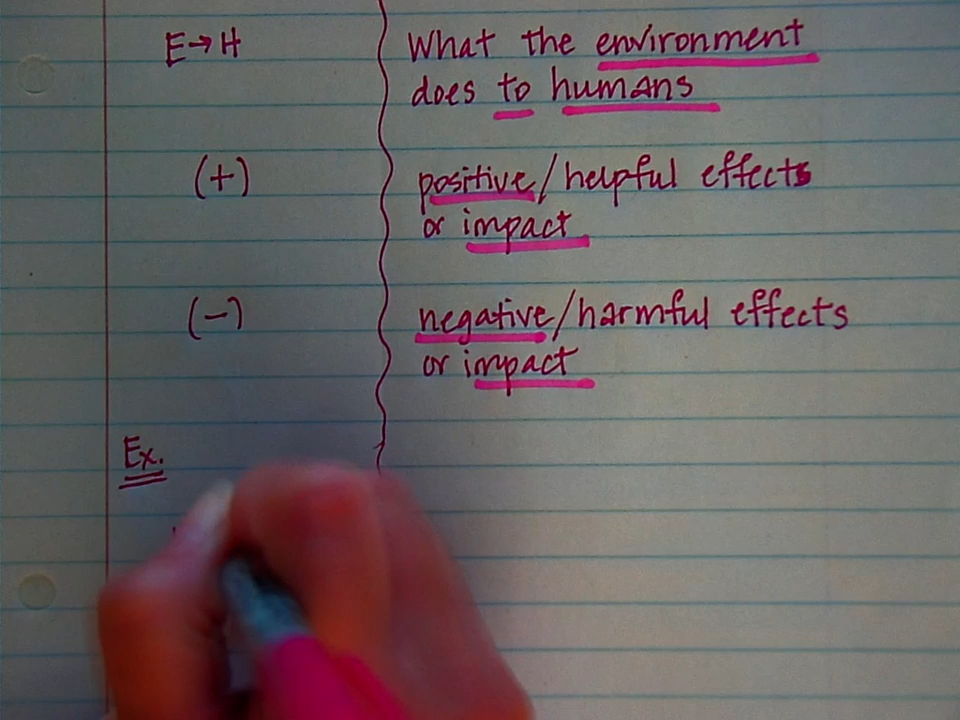 E→H
What the environment
does to humans
(+)
positive/helpful effects
or impact
(-)
negative/harmful effects
or impact
Ex.